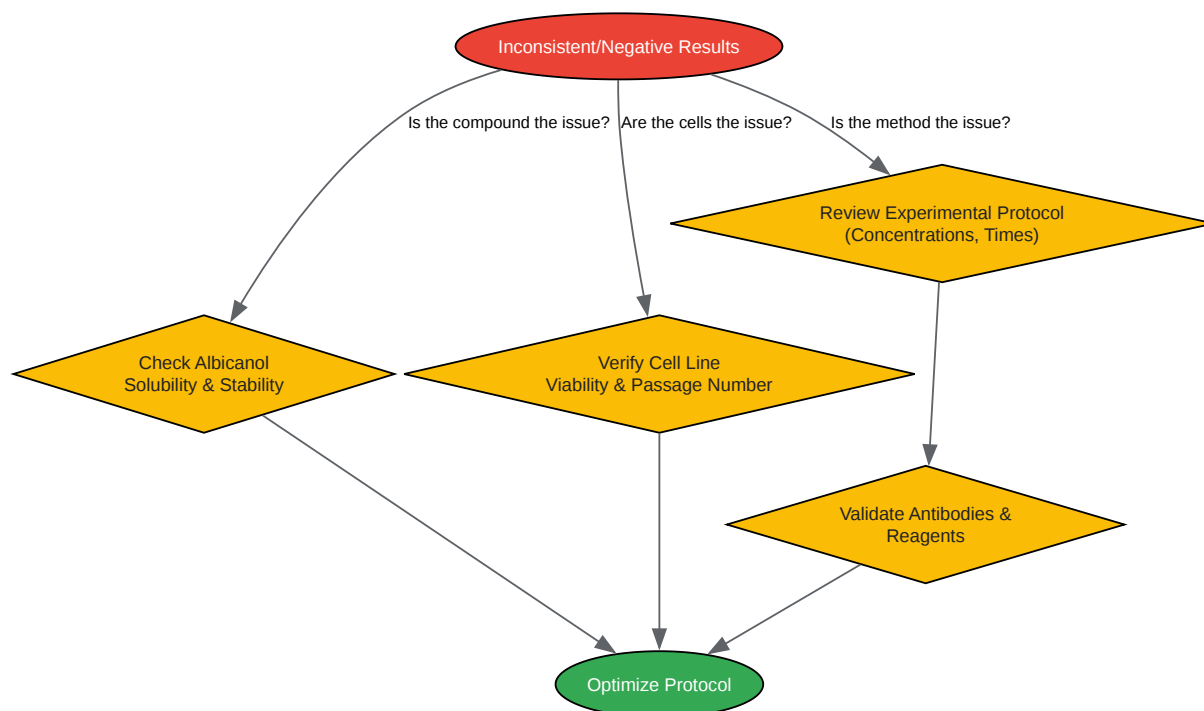 Inconsistent/Negative Results
Is the compound the issue?
Are the cells the issue?
Is the method the issue?
Review Experimental Protocol
(Concentrations, Times)
Check Albicanol
Solubility & Stability
Verify Cell Line
Viability & Passage Number
Validate Antibodies &
Reagents
Optimize Protocol